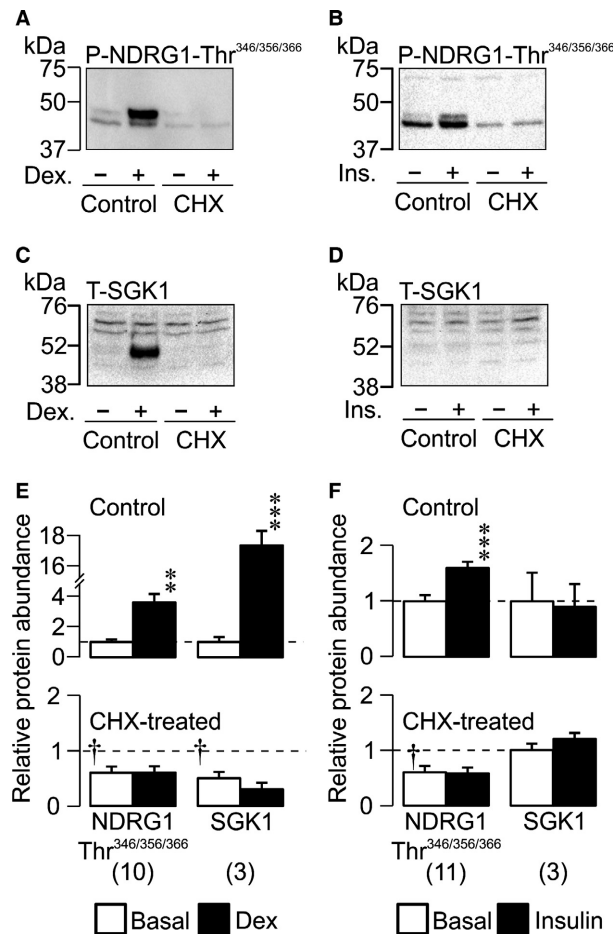 A
kDa
P-NDRG1-Thr346/356/366
75
50
37
Dex. − + − +
Control CHX
B
kDa
P-NDRG1-Thr346/356/366
75
50
37
Ins. − + − +
Control CHX
C
kDa
T-SGK1
76
52
38
Dex. − + − +
Control CHX
D
kDa
T-SGK1
76
52
38
Ins. − + − +
Control CHX
E
Relative protein abundance
Control
18
16
4
2
1
0
**
***
CHX-treated
2
1
0
† †
NDRG1 SGK1
Thr346/356/366
(10) (3)
Basal Dex
F
Relative protein abundance
Control
2
1
0
***
CHX-treated
2
1
0
†
NDRG1 SGK1
Thr346/356/366
(11) (3)
Basal Insulin